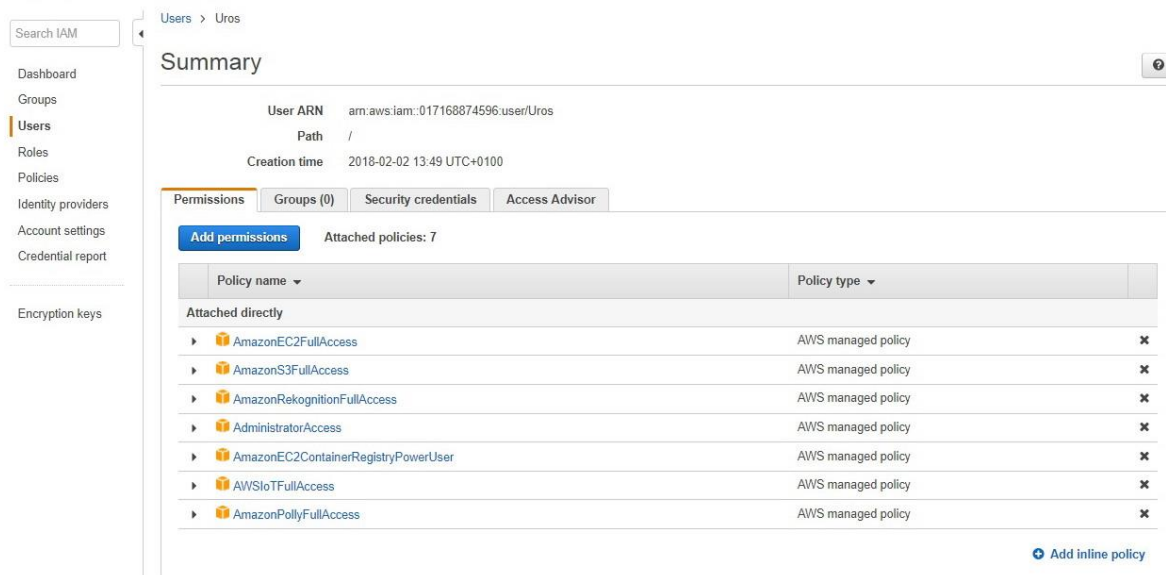 Users > Uros
Search IAM
Summary
Dashboard
Groups
Users
Roles
Policies
Identity providers
Account settings
Credential report
Encryption keys
User ARN arn:aws:iam::017168874596:user/Uros
Path /
Creation time 2018-02-02 13:49 UTC+0100
Permissions Groups (0) Security credentials Access Advisor
Add permissions Attached policies: 7
Policy name Policy type
Attached directly
AmazonEC2FullAccess AWS managed policy
AmazonS3FullAccess AWS managed policy
AmazonRekognitionFullAccess AWS managed policy
AdministratorAccess AWS managed policy
AmazonEC2ContainerRegistryPowerUser AWS managed policy
AWSIoTFullAccess AWS managed policy
AmazonPollyFullAccess AWS managed policy
Add inline policy